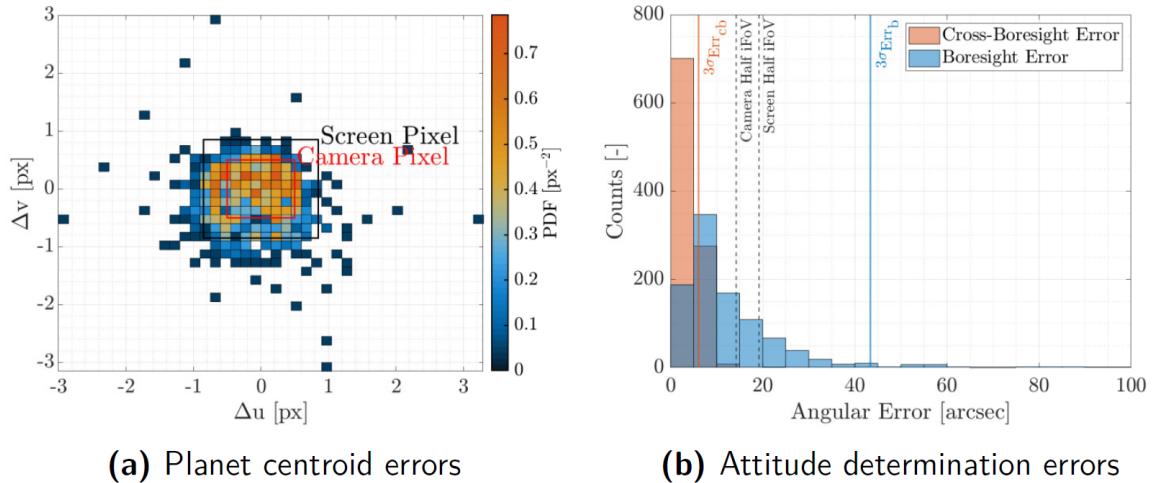 3
2
1
0
-1
-2
-3
Δv [px]
-3
-2
-1
0
1
2
3
Δu [px]
Screen Pixel
Camera Pixel
0.7
0.6
0.5
0.4
0.3
0.2
0.1
0
PDF [px⁻²]
(a) Planet centroid errors
800
600
400
200
0
Counts [-]
0
20
40
60
80
100
Angular Error [arcsec]
3σErr_cb
Camera Half iFoV
Screen Half iFoV
3σErr_b
Cross-Boresight Error
Boresight Error
(b) Attitude determination errors